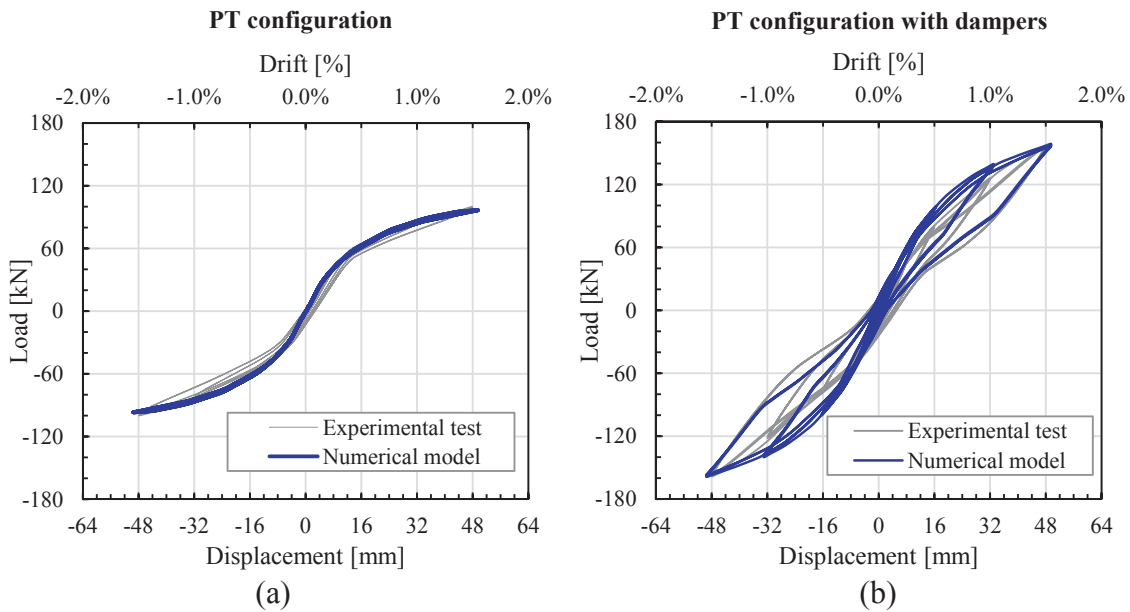 PT configuration
Drift [%]
-2.0% -1.0% 0.0% 1.0% 2.0%
180
120
60
0
-60
-120
-180
Load [kN]
Experimental test
Numerical model
-64 -48 -32 -16 0 16 32 48 64
Displacement [mm]
(a)
PT configuration with dampers
Drift [%]
-2.0% -1.0% 0.0% 1.0% 2.0%
180
120
60
0
-60
-120
-180
Load [kN]
Experimental test
Numerical model
-64 -48 -32 -16 0 16 32 48 64
Displacement [mm]
(b)